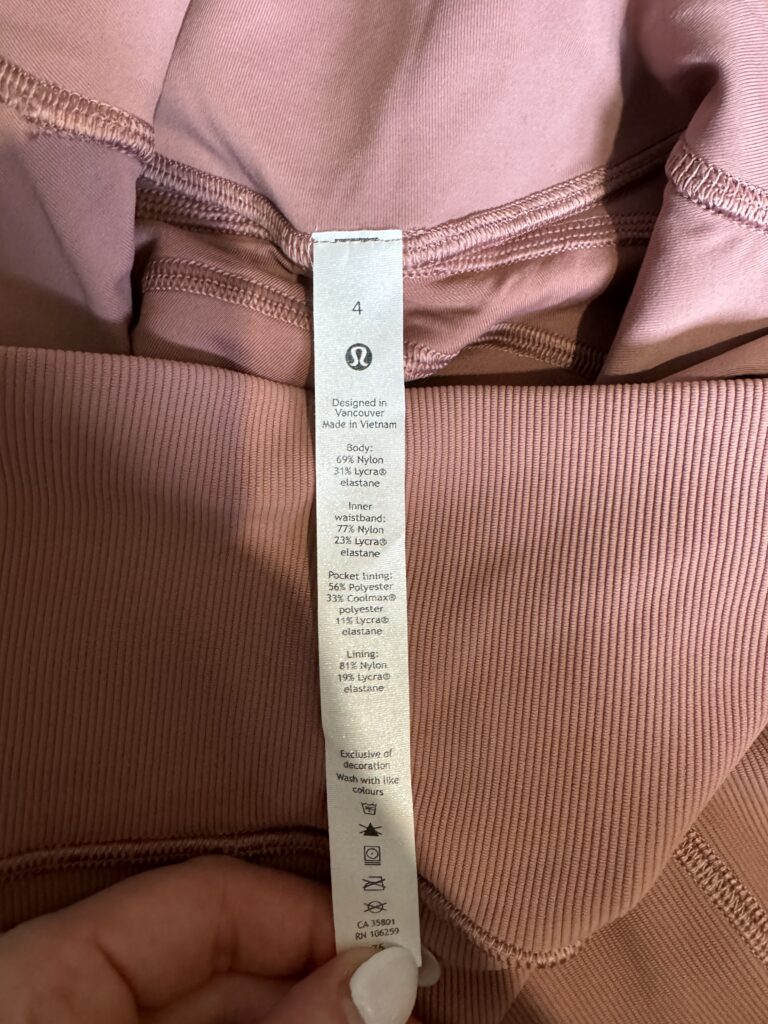 4
Designed in
Vancouver
Made in Vietnam
Body:
69% Nylon
31% Lycra®
elastane
Inner
waistband:
77% Nylon
23% Lycra®
elastane
Pocket lining:
56% Polyester
33% Coolmax®
polyester
11% Lycra®
elastane
Lining:
81% Nylon
19% Lycra®
elastane
Exclusive of
decoration
Wash with like
colours
CA 35801
RN 106259